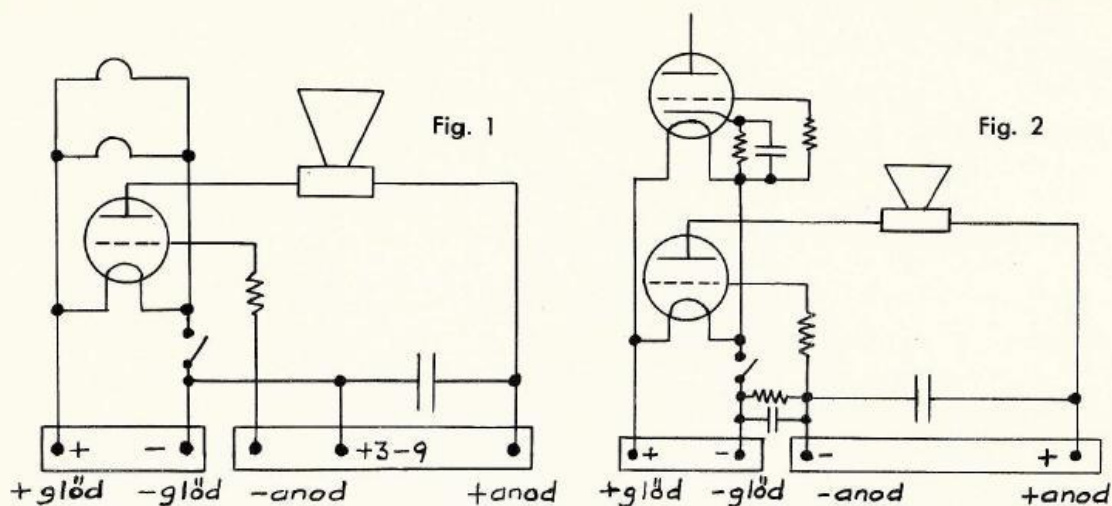 Fig. 1
+ - +3-9
+glöd -glöd -anod +anod
Fig. 2
+ - - +
+glöd -glöd -anod +anod